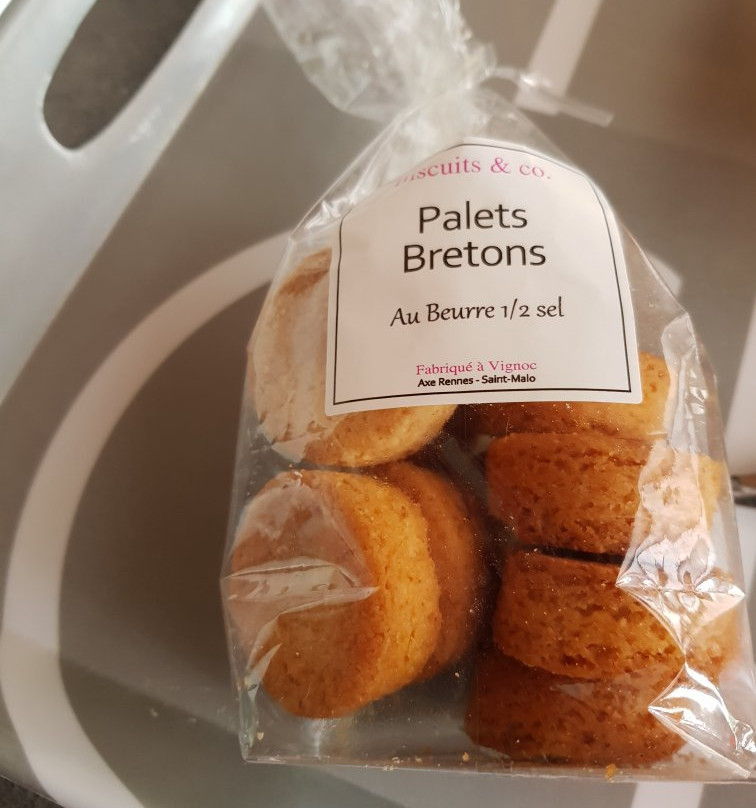 & co.
Palets
Bretons
Au Beurre 1/2 sel
Fabriqué à Vignoc
Axe Rennes - Saint-Malo